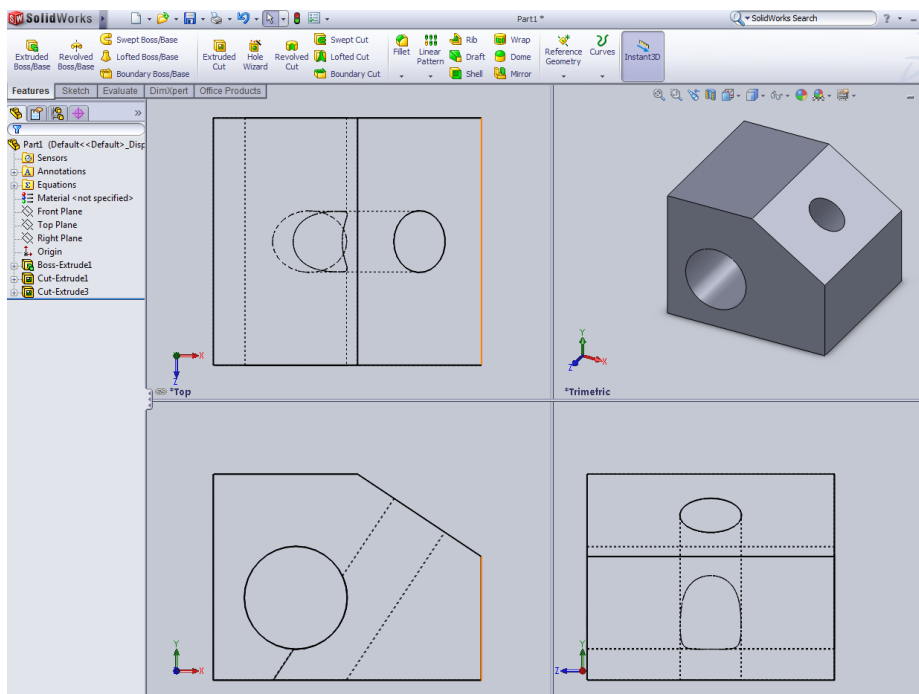 SolidWorks
Part1 *
SolidWorks Search
?
Extruded Boss/Base
Revolved Boss/Base
Swept Boss/Base
Lofted Boss/Base
Boundary Boss/Base
Extruded Cut
Hole Wizard
Revolved Cut
Swept Cut
Lofted Cut
Boundary Cut
Fillet
Linear Pattern
Rib
Draft
Shell
Wrap
Dome
Mirror
Reference Geometry
Curves
Instant3D
Features
Sketch
Evaluate
DimXpert
Office Products
»
Part1 (Default<<Default>_Disp
Sensors
Annotations
Equations
Material <not specified>
Front Plane
Top Plane
Right Plane
Origin
Boss-Extrude1
Cut-Extrude1
Cut-Extrude3
X
Z
*Top
Y
X
Z
*Trimetric
Y
X
Y
Z